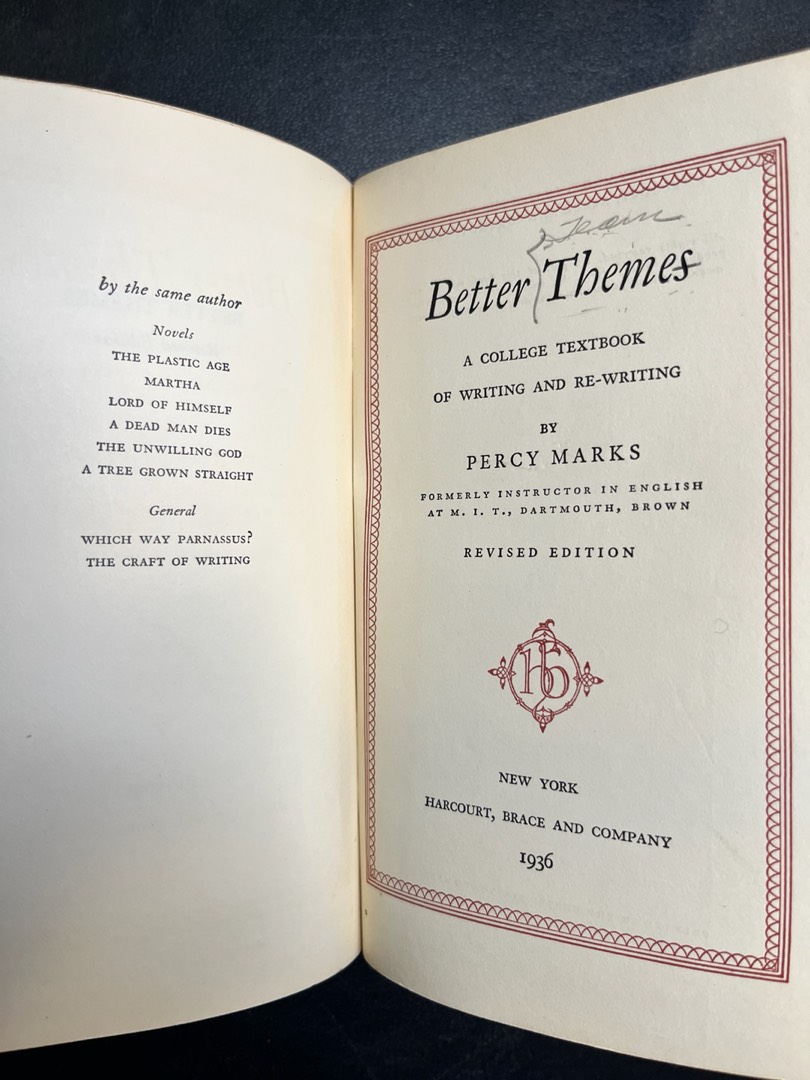 by the same author
Novels
THE PLASTIC AGE
MARTHA
LORD OF HIMSELF
A DEAD MAN DIES
THE UNWILLING GOD
A TREE GROWN STRAIGHT
General
WHICH WAY PARNASSUS?
THE CRAFT OF WRITING
Better Themes
A COLLEGE TEXTBOOK
OF WRITING AND RE-WRITING
BY
PERCY MARKS
FORMERLY INSTRUCTOR IN ENGLISH
AT M. I. T., DARTMOUTH, BROWN
REVISED EDITION
NEW YORK
HARCOURT, BRACE AND COMPANY
1936